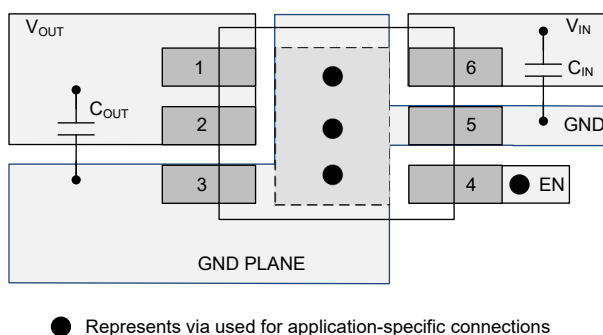 VOUT
VIN
1
6
CIN
COUT
2
5
GND
3
4
EN
GND PLANE
Represents via used for application-specific connections